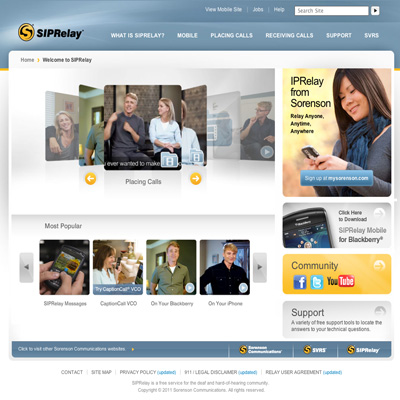 View Mobile Site | Jobs | Help Search Site
SIPRelay
WHAT IS SIPRELAY? MOBILE PLACING CALLS RECEIVING CALLS SUPPORT SVRS
Home Welcome to SIPRelay
IPRelay
from
Sorenson
Relay Anyone,
Anytime,
Anywhere
Sign up at mysorenson.com
you ever wanted to make
Placing Calls
Click Here
to Download
SIPRelay Mobile
for BlackBerry®
Most Popular
Try CaptionCall VCO
SIPRelay Messages CaptionCall® VCO On Your Blackberry On Your iPhone
Community
YouTube
Support
A variety of free support tools to locate the
answers to your technical questions.
Click to visit other Sorenson Communications websites
Sorenson
Communications
SVRS
SIPRelay
CONTACT | SITE MAP | PRIVACY POLICY (updated) | 911 / LEGAL DISCLAIMER (updated) | RELAY USER AGREEMENT (updated)
SIPRelay is a free service for the deaf and hard-of-hearing community.
Copyright © 2011 Sorenson Communications. All rights reserved.